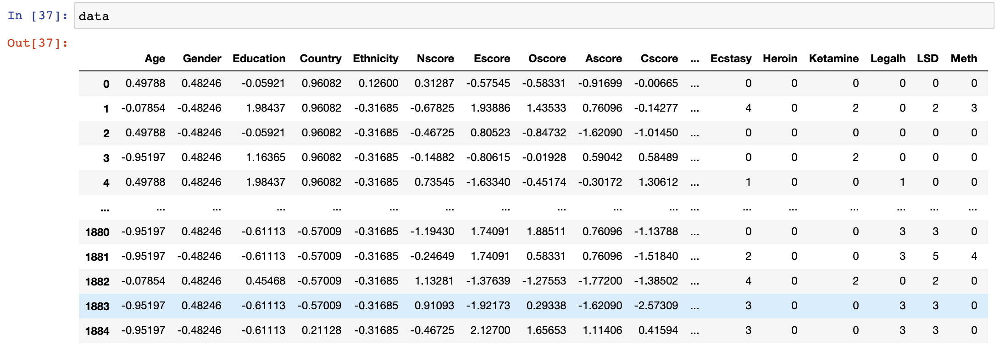 In [37]: data
Out[37]:
Age Gender Education Country Ethnicity Nscore Escore Oscore Ascore Cscore ... Ecstasy Heroin Ketamine Legalh LSD Meth
0 0.49788 0.48246 -0.05921 0.96082 0.12600 0.31287 -0.57545 -0.58331 -0.91699 -0.00665 ... 0 0 0 0 0 0
1 -0.07854 -0.48246 1.98437 0.96082 -0.31685 -0.67825 1.93886 1.43533 0.76096 -0.14277 ... 4 0 2 0 2 3
2 0.49788 -0.48246 -0.05921 0.96082 -0.31685 -0.46725 0.80523 -0.84732 -1.62090 -1.01450 ... 0 0 0 0 0 0
3 -0.95197 0.48246 1.16365 0.96082 -0.31685 -0.14882 -0.80615 -0.01928 0.59042 0.58489 ... 0 0 2 0 0 0
4 0.49788 0.48246 1.98437 0.96082 -0.31685 0.73545 -1.63340 -0.45174 -0.30172 1.30612 ... 1 0 0 1 0 0
... ... ... ... ... ... ... ... ... ... ... ... ... ... ... ... ... ...
1880 -0.95197 0.48246 -0.61113 -0.57009 -0.31685 -1.19430 1.74091 1.88511 0.76096 -1.13788 ... 0 0 0 3 3 0
1881 -0.95197 -0.48246 -0.61113 -0.57009 -0.31685 -0.24649 1.74091 0.58331 0.76096 -1.51840 ... 2 0 0 3 5 4
1882 -0.07854 0.48246 0.45468 -0.57009 -0.31685 1.13281 -1.37639 -1.27553 -1.77200 -1.38502 ... 4 0 2 0 2 0
1883 -0.95197 0.48246 -0.61113 -0.57009 -0.31685 0.91093 -1.92173 0.29338 -1.62090 -2.57309 ... 3 0 0 3 3 0
1884 -0.95197 -0.48246 -0.61113 0.21128 -0.31685 -0.46725 2.12700 1.65653 1.11406 0.41594 ... 3 0 0 3 3 0